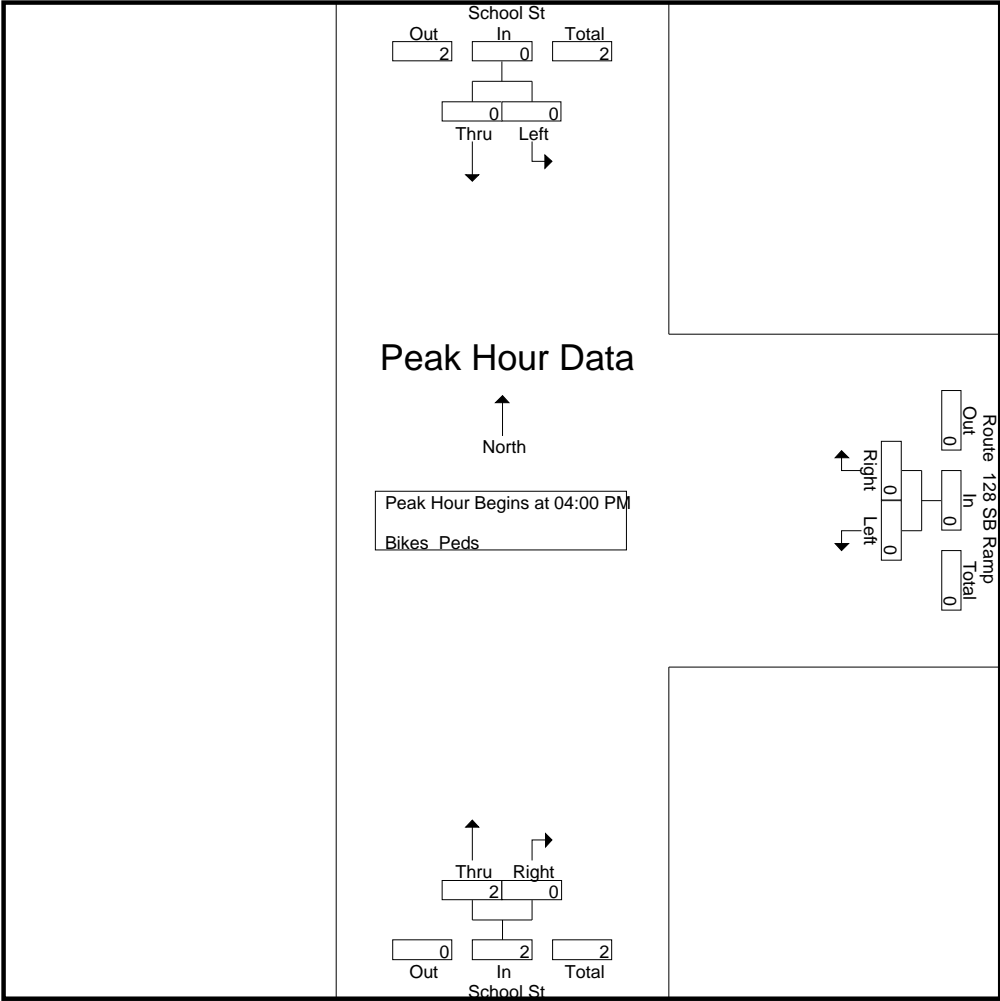 School St
Out In Total
2 0 2
0 0
Thru Left
Peak Hour Data
North
Peak Hour Begins at 04:00 PM
Bikes Peds
Route 128 SB Ramp
Out In Total
0 0 0
Right Left
0 0
Thru Right
2 0
0 2 2
Out In Total
School St